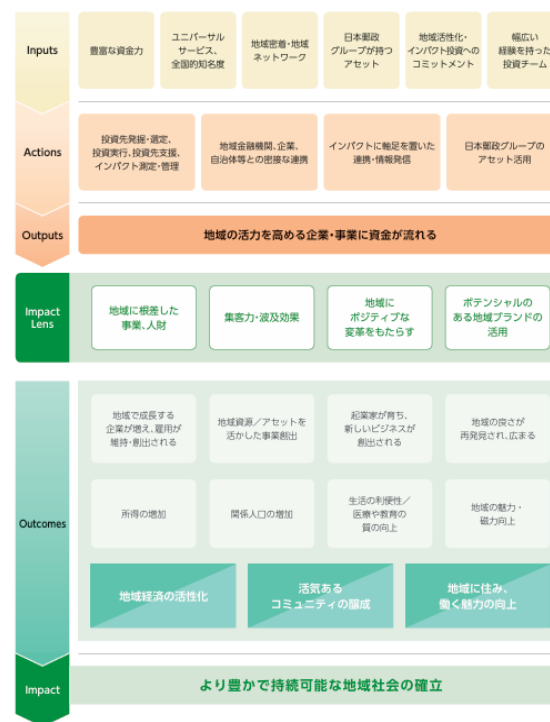 Inputs
豊富な資金力
ユニバーサル
サービス、
全国的知名度
地域密着・地域
ネットワーク
日本郵政
グループが持つ
アセット
地域活性化・
インパクト投資への
コミットメント
幅広い
経験を持った
投資チーム
Actions
投資先発掘・選定、
投資実行、投資先支援、
インパクト測定・管理
地域金融機関、企業、
自治体等との密接な連携
インパクトに軸足を置いた
連携・情報発信
日本郵政グループの
アセット活用
Outputs
地域の活力を高める企業・事業に資金が流れる
Impact
Lens
地域に根差した
事業、人財
集客力・波及効果
地域に
ポジティブな
変革をもたらす
ポテンシャルの
ある地域ブランドの
活用
Outcomes
地域で成長する
企業が増え、雇用が
維持・創出される
地域資源／アセットを
活かした事業創出
起業家が育ち、
新しいビジネスが
創出される
地域の良さが
再発見され、広まる
所得の増加
関係人口の増加
生活の利便性／
医療や教育の
質の向上
地域の魅力・
磁力向上
地域経済の活性化
活気ある
コミュニティの醸成
地域に住み、
働く魅力の向上
Impact
より豊かで持続可能な地域社会の確立